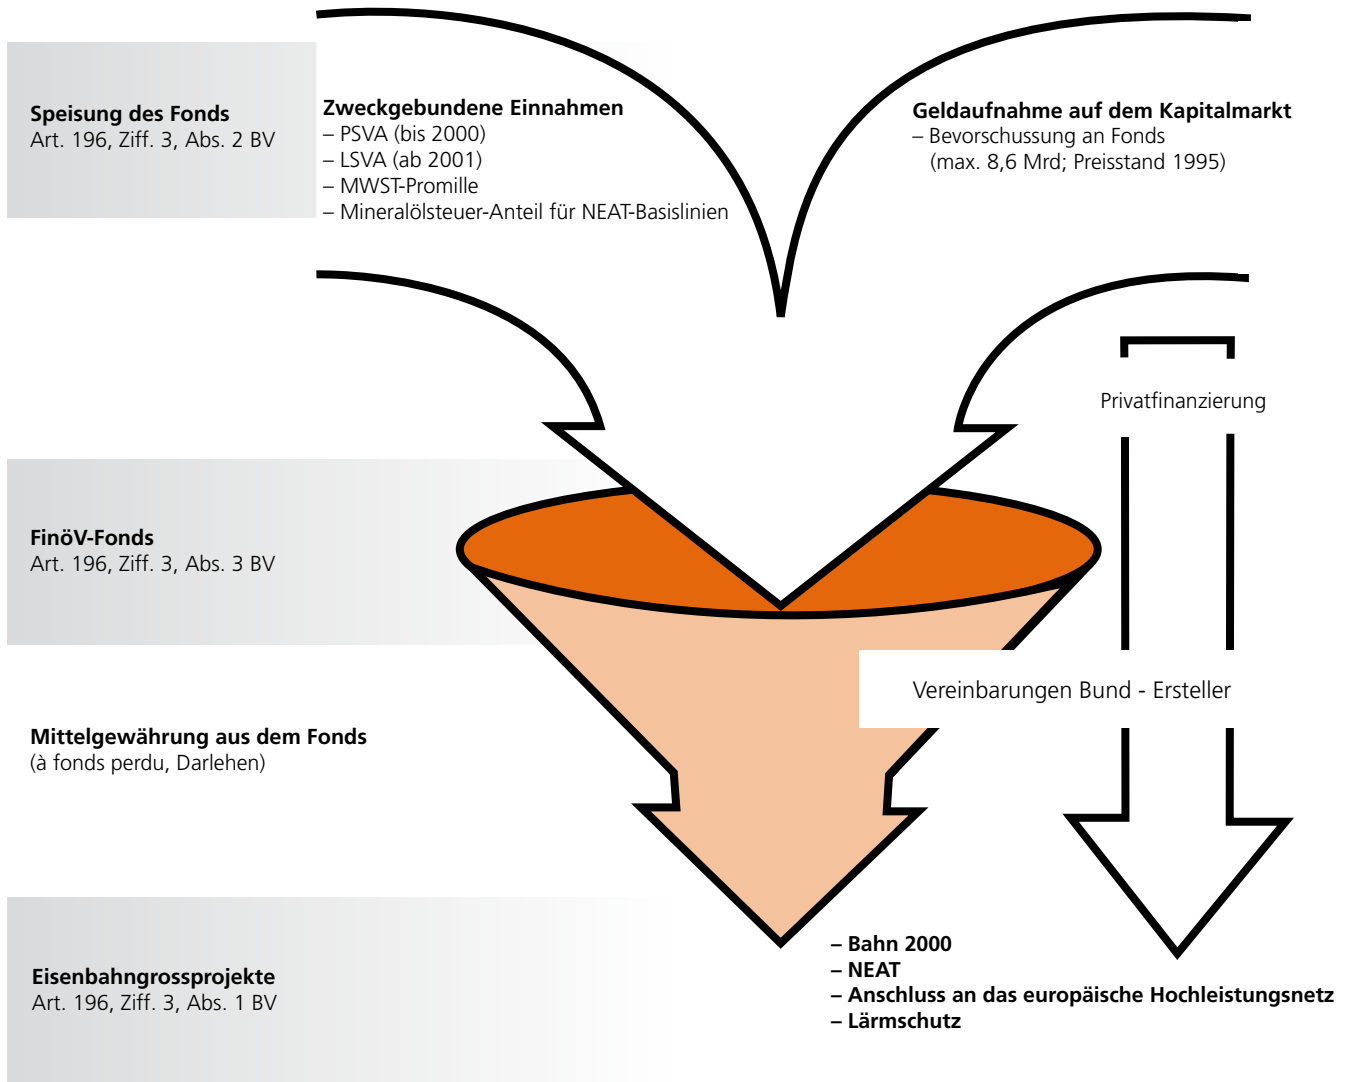 Speisung des Fonds
Art. 196, Ziff. 3, Abs. 2 BV
Zweckgebundene Einnahmen
– PSVA (bis 2000)
– LSVA (ab 2001)
– MWST-Promille
– Mineralölsteuer-Anteil für NEAT-Basislinien
Geldaufnahme auf dem Kapitalmarkt
– Bevorschussung an Fonds
(max. 8,6 Mrd; Preisstand 1995)
Privatfinanzierung
FinöV-Fonds
Art. 196, Ziff. 3, Abs. 3 BV
Vereinbarungen Bund - Ersteller
Mittelgewährung aus dem Fonds
(à fonds perdu, Darlehen)
Eisenbahngrossprojekte
Art. 196, Ziff. 3, Abs. 1 BV
– Bahn 2000
– NEAT
– Anschluss an das europäische Hochleistungsnetz
– Lärmschutz